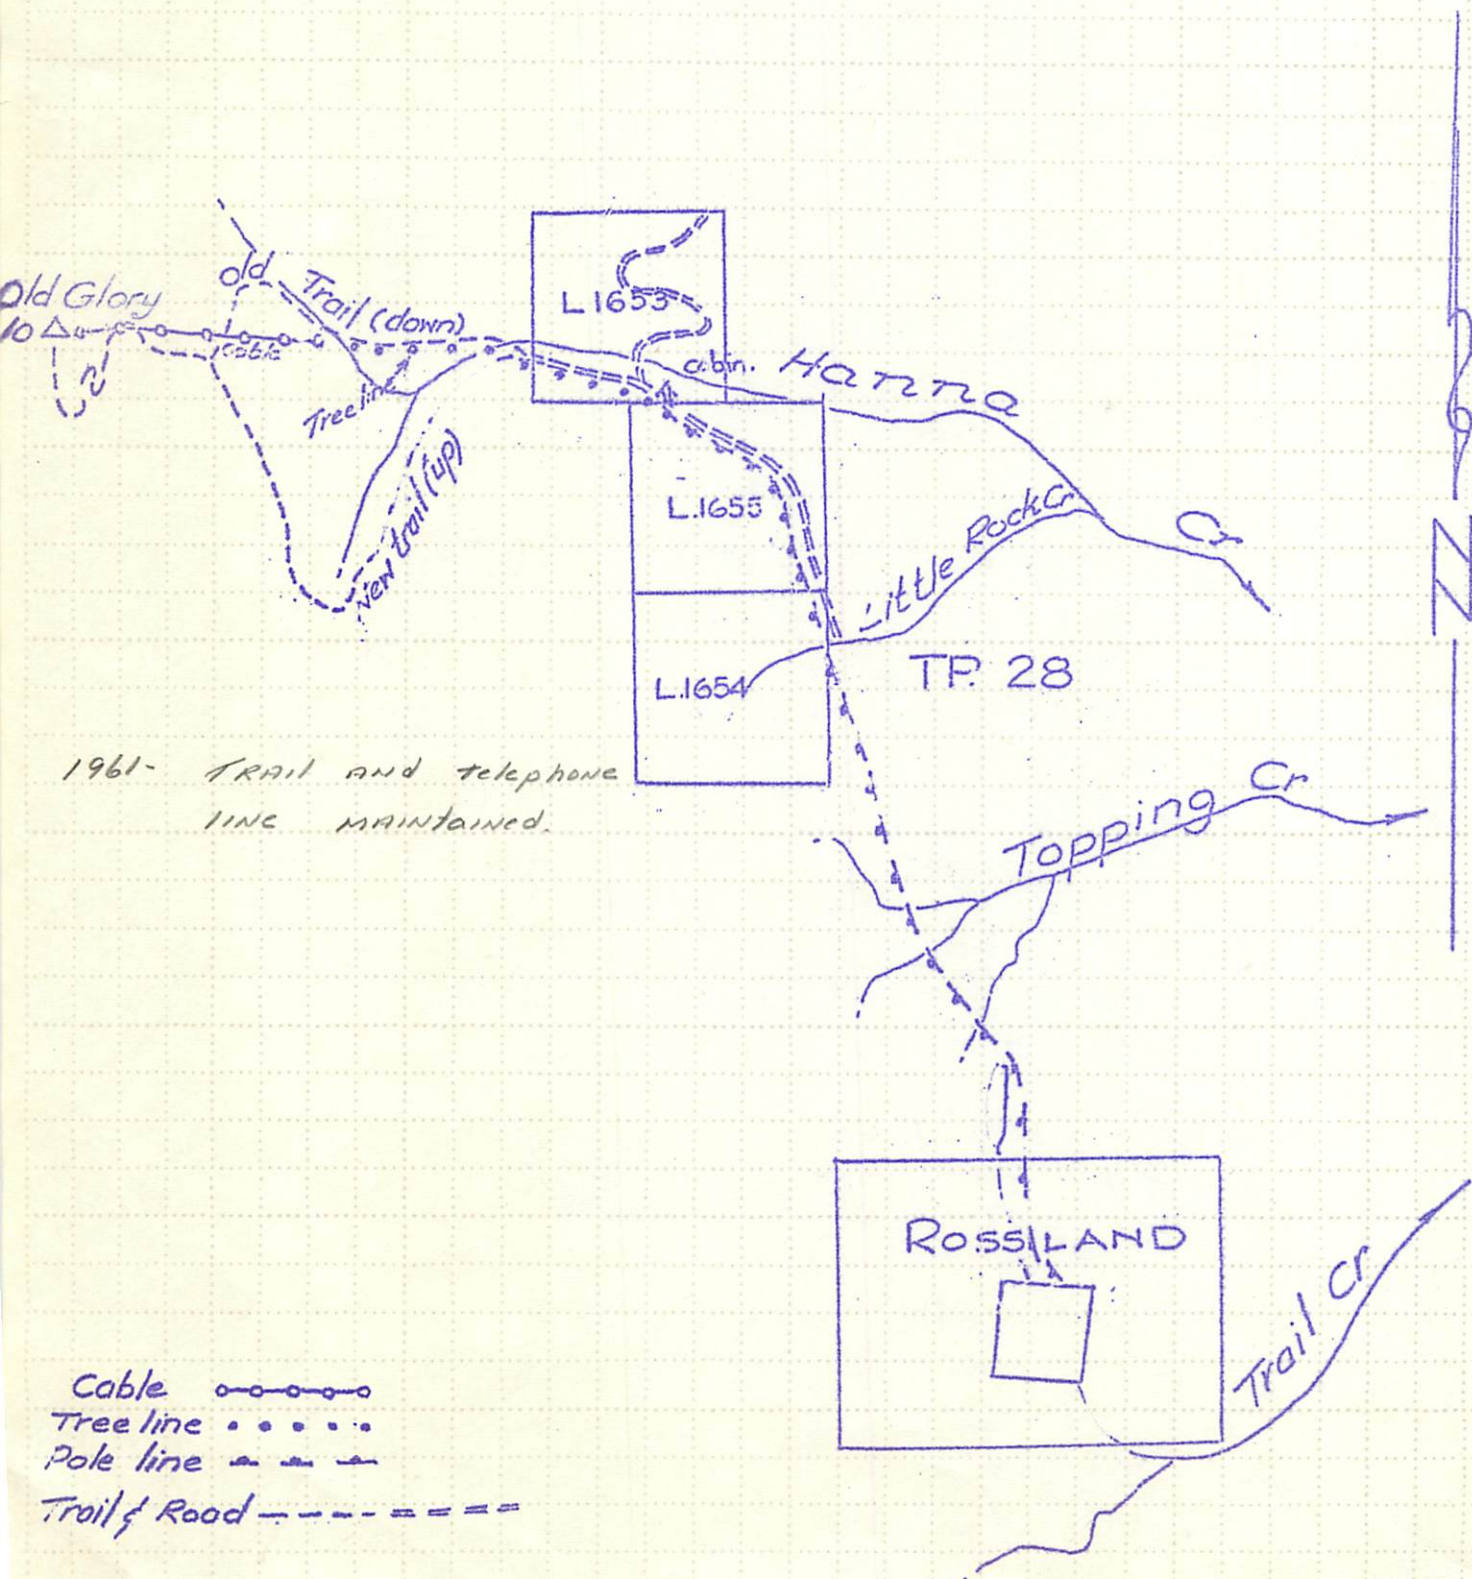 Old Glory
Old
Trail (down)
L.1653
cabin.
Hanna
Cable
Tree line
New trail (up)
L.1655
Little Rock Cr
Cr
N
TP. 28
L.1654
1961- TRAIL AND telephone
LINE MAINtained.
Topping Cr
ROSSLAND
Trail Cr
Cable
Tree line
Pole line
Trail & Road